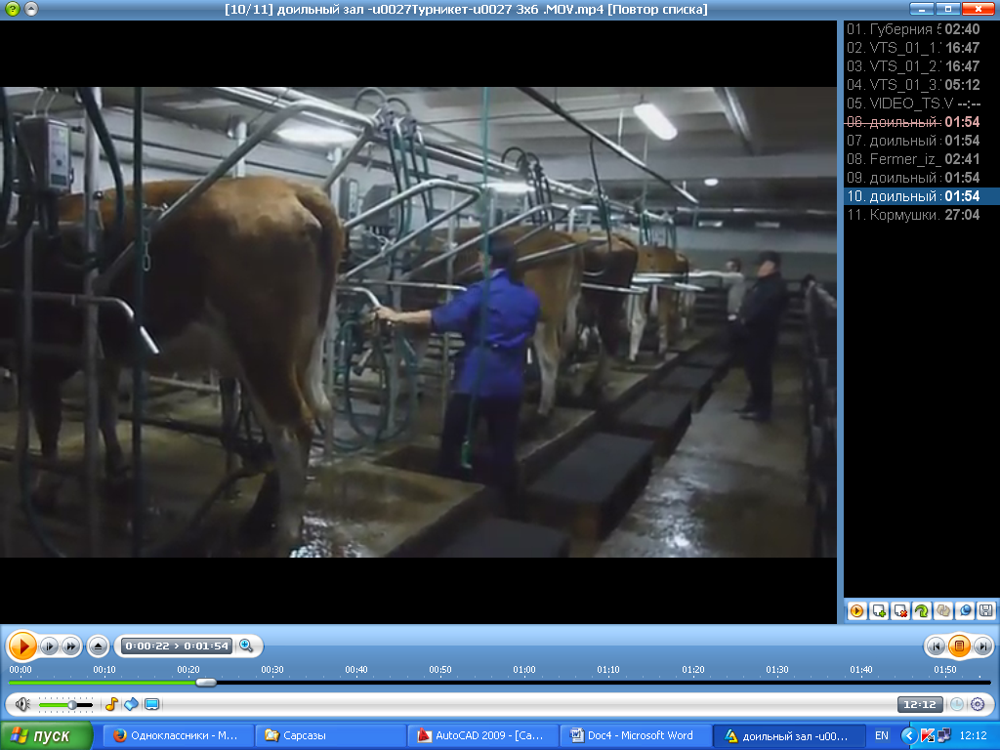 [10/11] доильный зал -u0027Турникет-u0027 3x6 .MOV.mp4 [Повтор списка]
01. Губерния 02:40
02. VTS_01_1. 16:47
03. VTS_01_2. 16:47
04. VTS_01_3. 05:12
05. VIDEO_TS.V --:--
06. доильный 01:54
07. доильный 01:54
08. Fermer_iz_ 02:41
09. доильный 01:54
10. доильный 01:54
11. Кормушки. 27:04
0:00:22 > 0:01:54
00:00 00:10 00:20 00:30 00:40 00:50 01:00 01:10 01:20 01:30 01:40 01:50
12:12
пуск Одноклассники - M... Сарсазы AutoCAD 2009 - [Са... Doc4 - Microsoft Word доильный зал -u00... EN 12:12